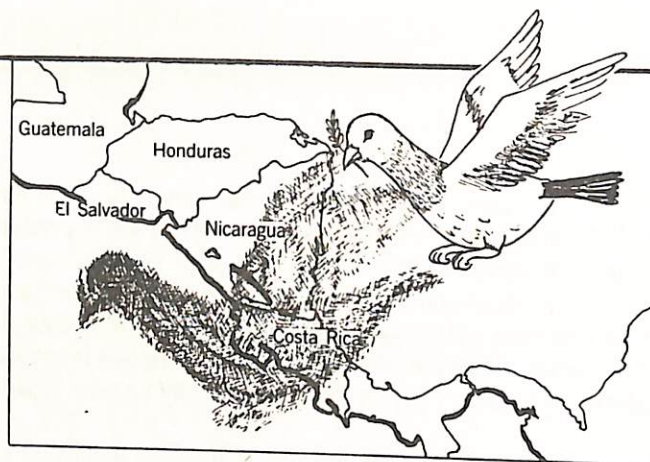 Guatemala
Honduras
El Salvador
Nicaragua
Costa Rica